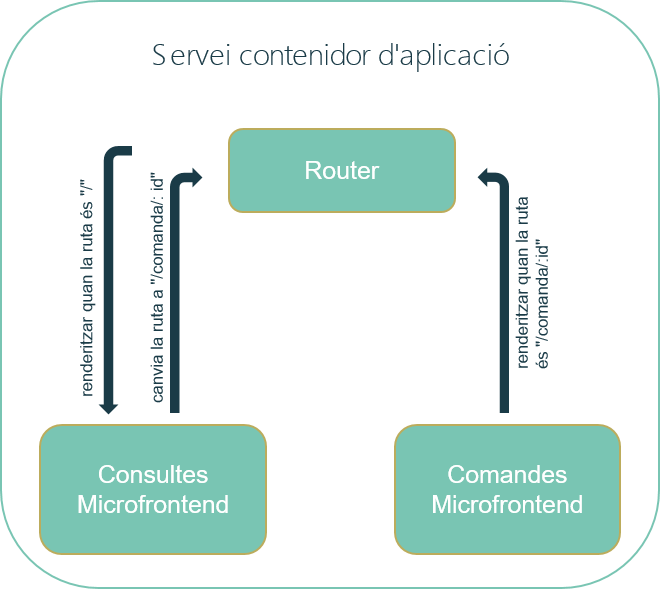 Servei contenidor d'aplicació
Router
renderitzar quan la ruta és "/"
canvia la ruta a "/comanda/: id"
renderitzar quan la ruta
és "/comanda/:id"
Consultes
Microfrontend
Comandes
Microfrontend